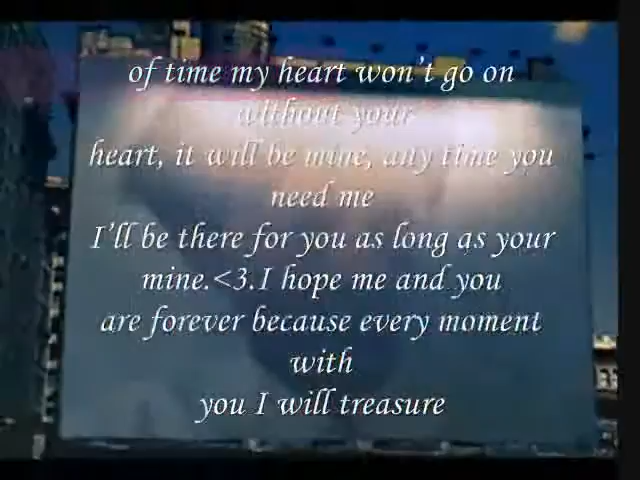 of time my heart won't go on
without your
heart, it will be mine, any time you
need me
I'll be there for you as long as your
mine.<3.I hope me and you
are forever because every moment
with
you I will treasure